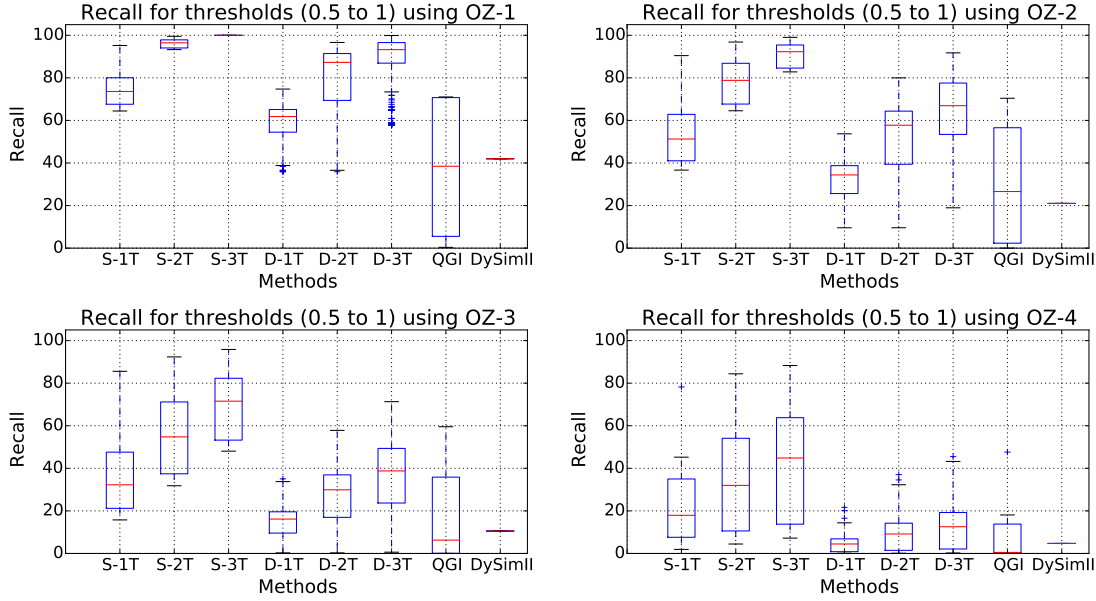 Recall for thresholds (0.5 to 1) using OZ-1
100
80
60
40
20
0
Recall
S-1T S-2T S-3T D-1T D-2T D-3T QGI DySimII
Methods
Recall for thresholds (0.5 to 1) using OZ-2
100
80
60
40
20
0
Recall
S-1T S-2T S-3T D-1T D-2T D-3T QGI DySimII
Methods
Recall for thresholds (0.5 to 1) using OZ-3
100
80
60
40
20
0
Recall
S-1T S-2T S-3T D-1T D-2T D-3T QGI DySimII
Methods
Recall for thresholds (0.5 to 1) using OZ-4
100
80
60
40
20
0
Recall
S-1T S-2T S-3T D-1T D-2T D-3T QGI DySimII
Methods